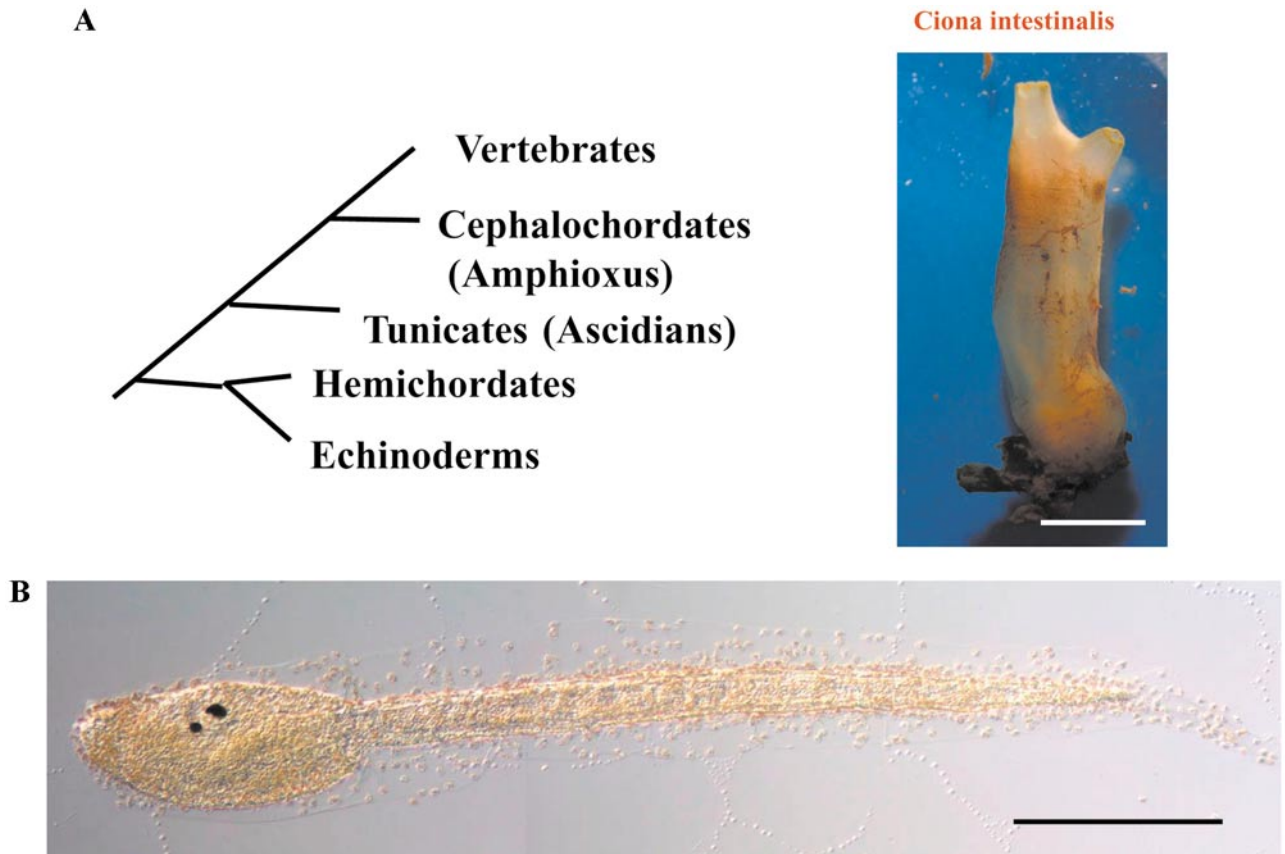 A
Ciona intestinalis
Vertebrates
Cephalochordates
(Amphioxus)
Tunicates (Ascidians)
Hemichordates
Echinoderms
B